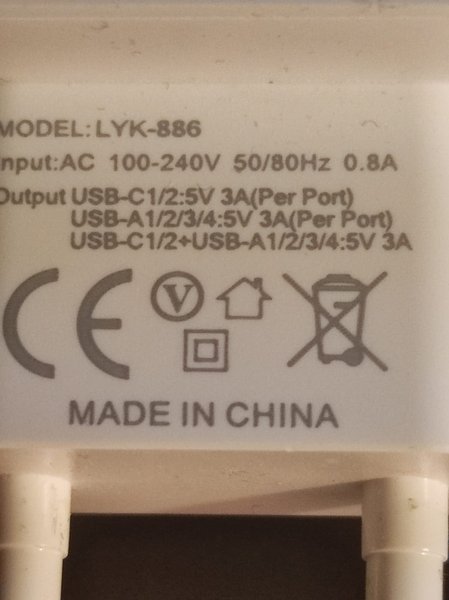 MODEL: LYK-886
nput:AC 100-240V 50/80Hz 0.8A
Output USB-C1/2:5V 3A(Per Port)
USB-A1/2/3/4:5V 3A(Per Port)
USB-C1/2+USB-A1/2/3/4:5V 3A
CE V
MADE IN CHINA